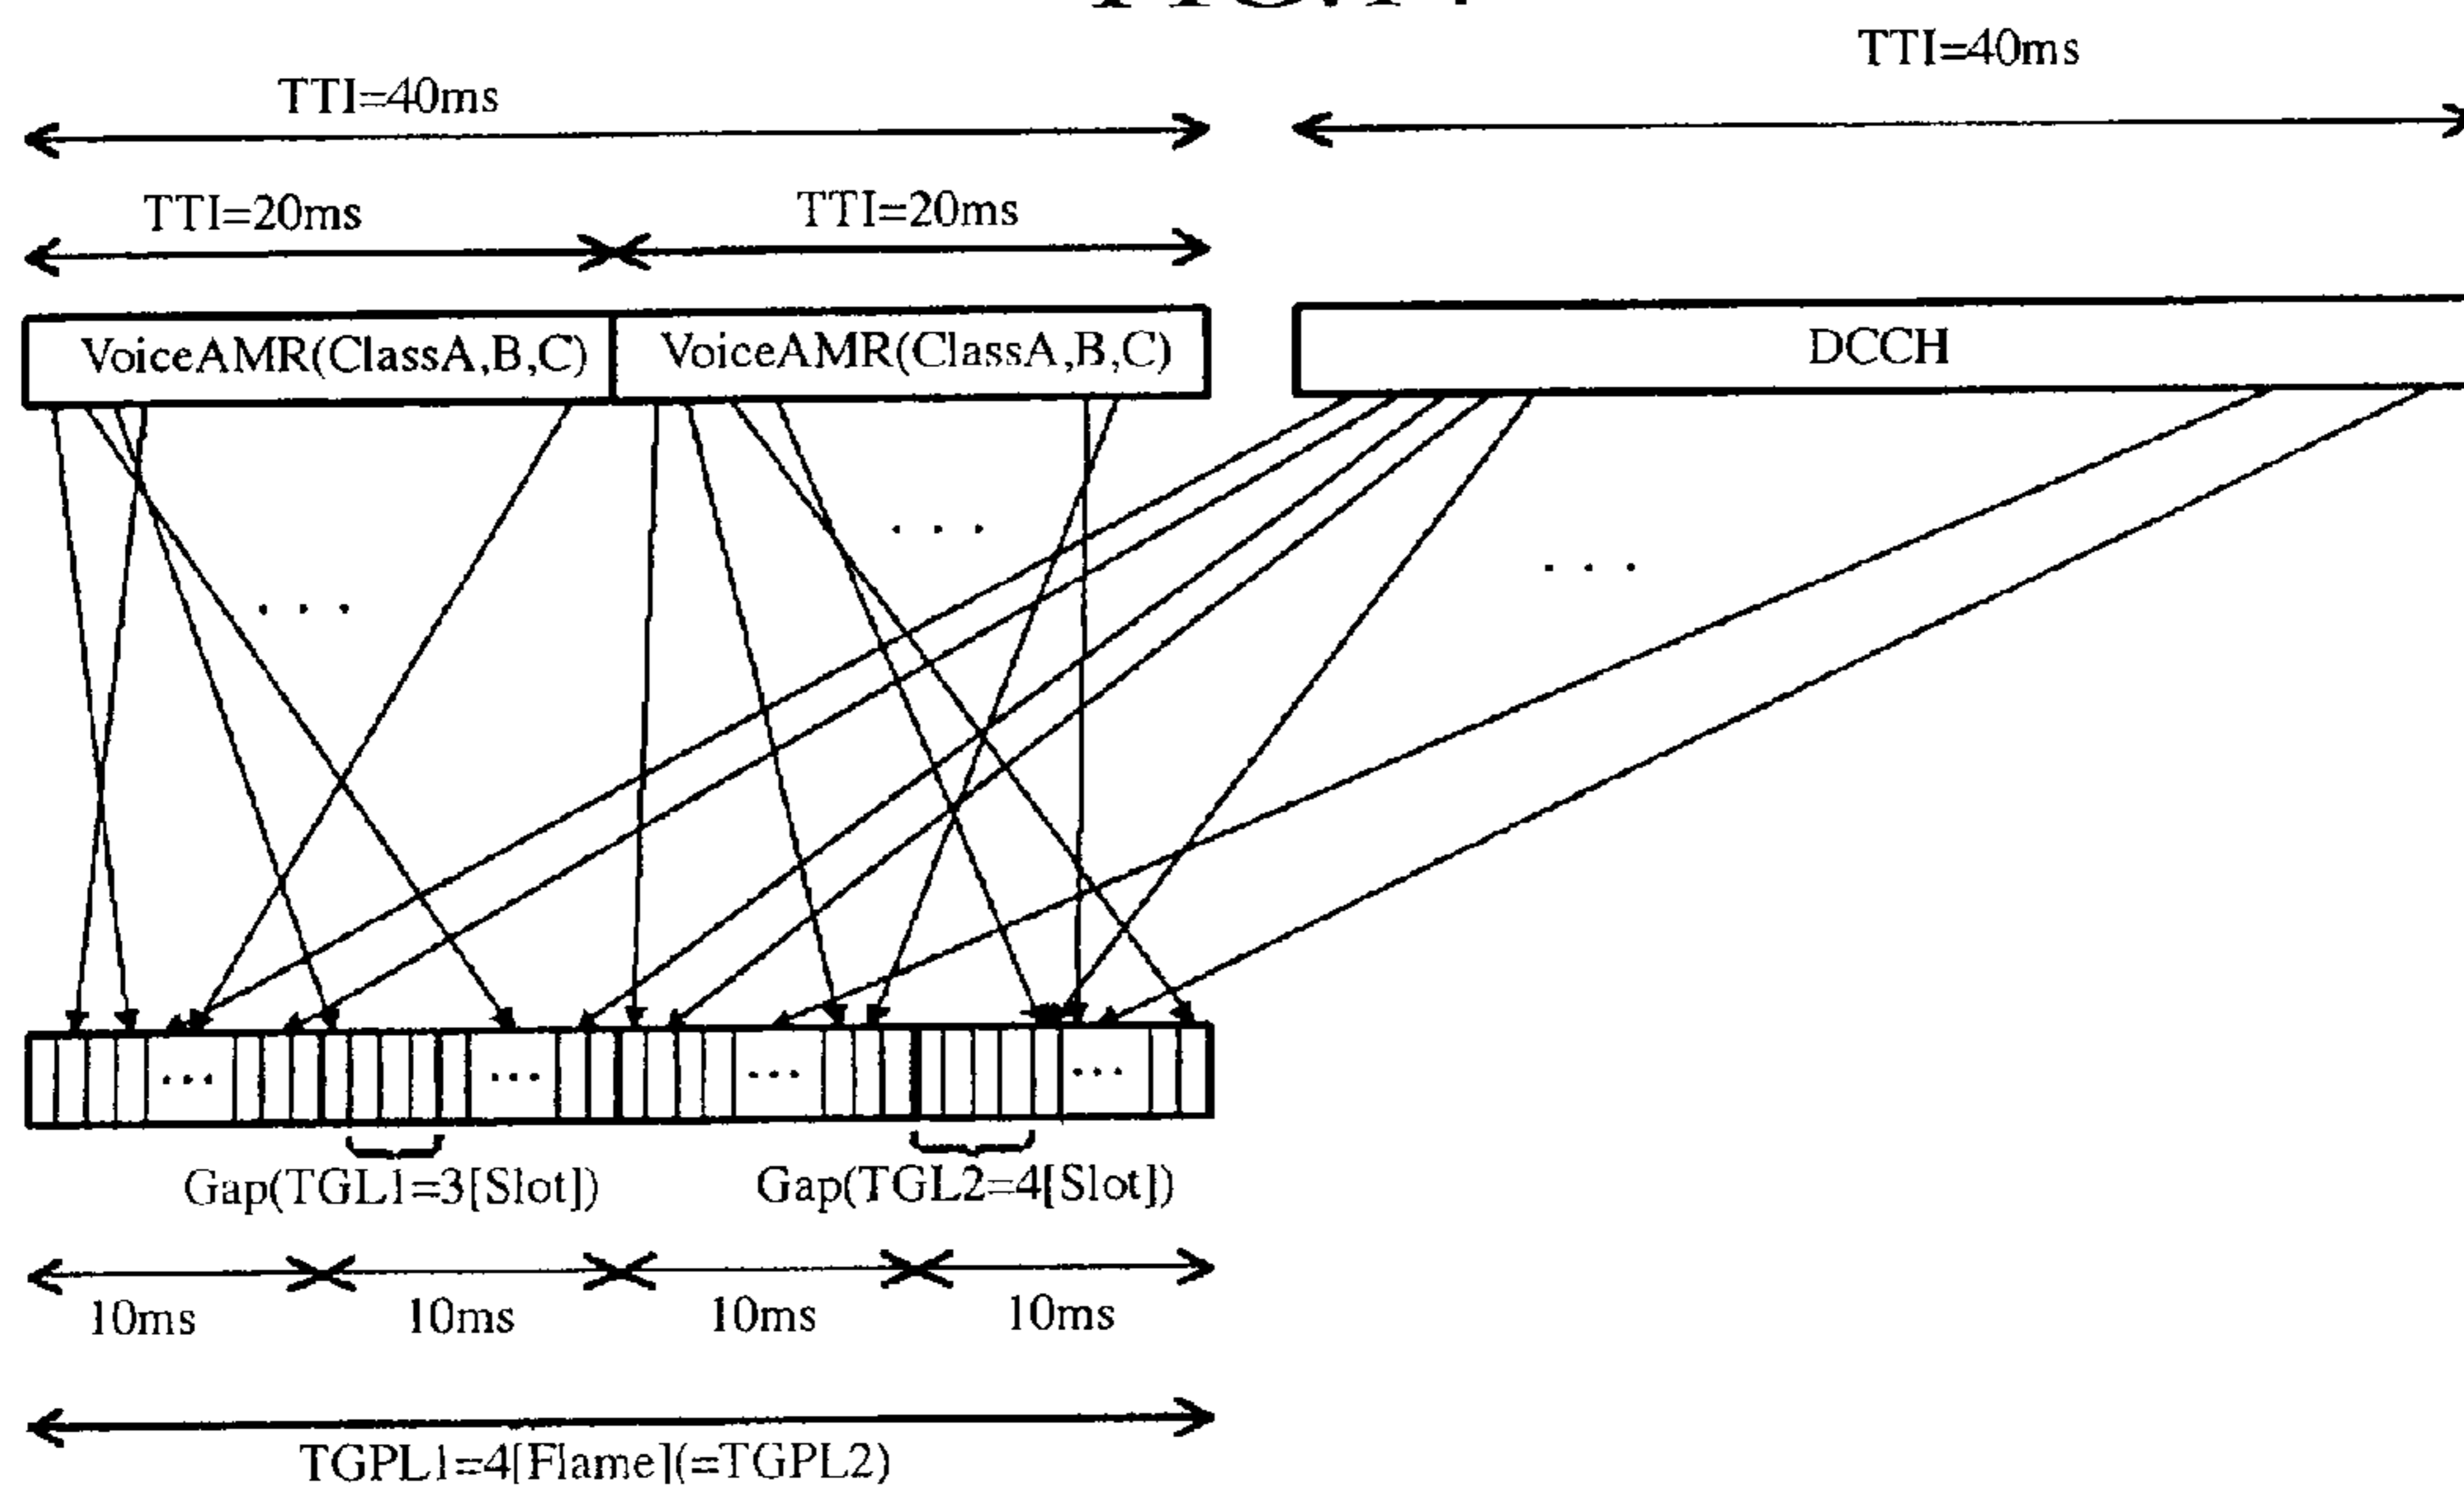 TTI=40ms
TTI=40ms
TTI=20ms
TTI=20ms
VoiceAMR(ClassA,B,C)
VoiceAMR(ClassA,B,C)
DCCH
. . .
. . .
. . .
...
...
...
...
Gap(TGL1=3[Slot])
Gap(TGL2=4[Slot])
10ms
10ms
10ms
10ms
TGPL1=4[Flame](=TGPL2)